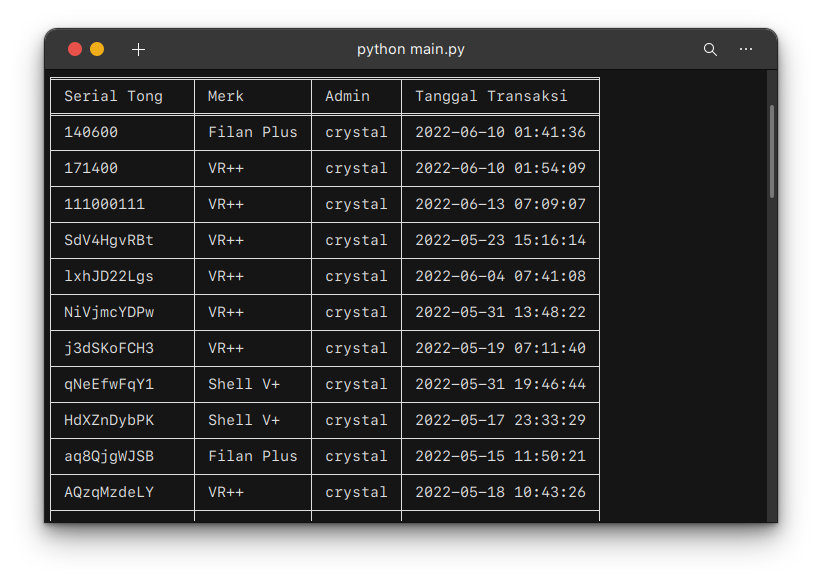 python main.py
Serial Tong Merk Admin Tanggal Transaksi
140600 Filan Plus crystal 2022-06-10 01:41:36
171400 VR++ crystal 2022-06-10 01:54:09
111000111 VR++ crystal 2022-06-13 07:09:07
SdV4HgvRBt VR++ crystal 2022-05-23 15:16:14
lxhJD22Lgs VR++ crystal 2022-06-04 07:41:08
NiVjmcYDPw VR++ crystal 2022-05-31 13:48:22
j3dSKoFCH3 VR++ crystal 2022-05-19 07:11:40
qNeEfwFqY1 Shell V+ crystal 2022-05-31 19:46:44
HdXZnDybPK Shell V+ crystal 2022-05-17 23:33:29
aq8QjgWJSB Filan Plus crystal 2022-05-15 11:50:21
AQzqMzdeLY VR++ crystal 2022-05-18 10:43:26